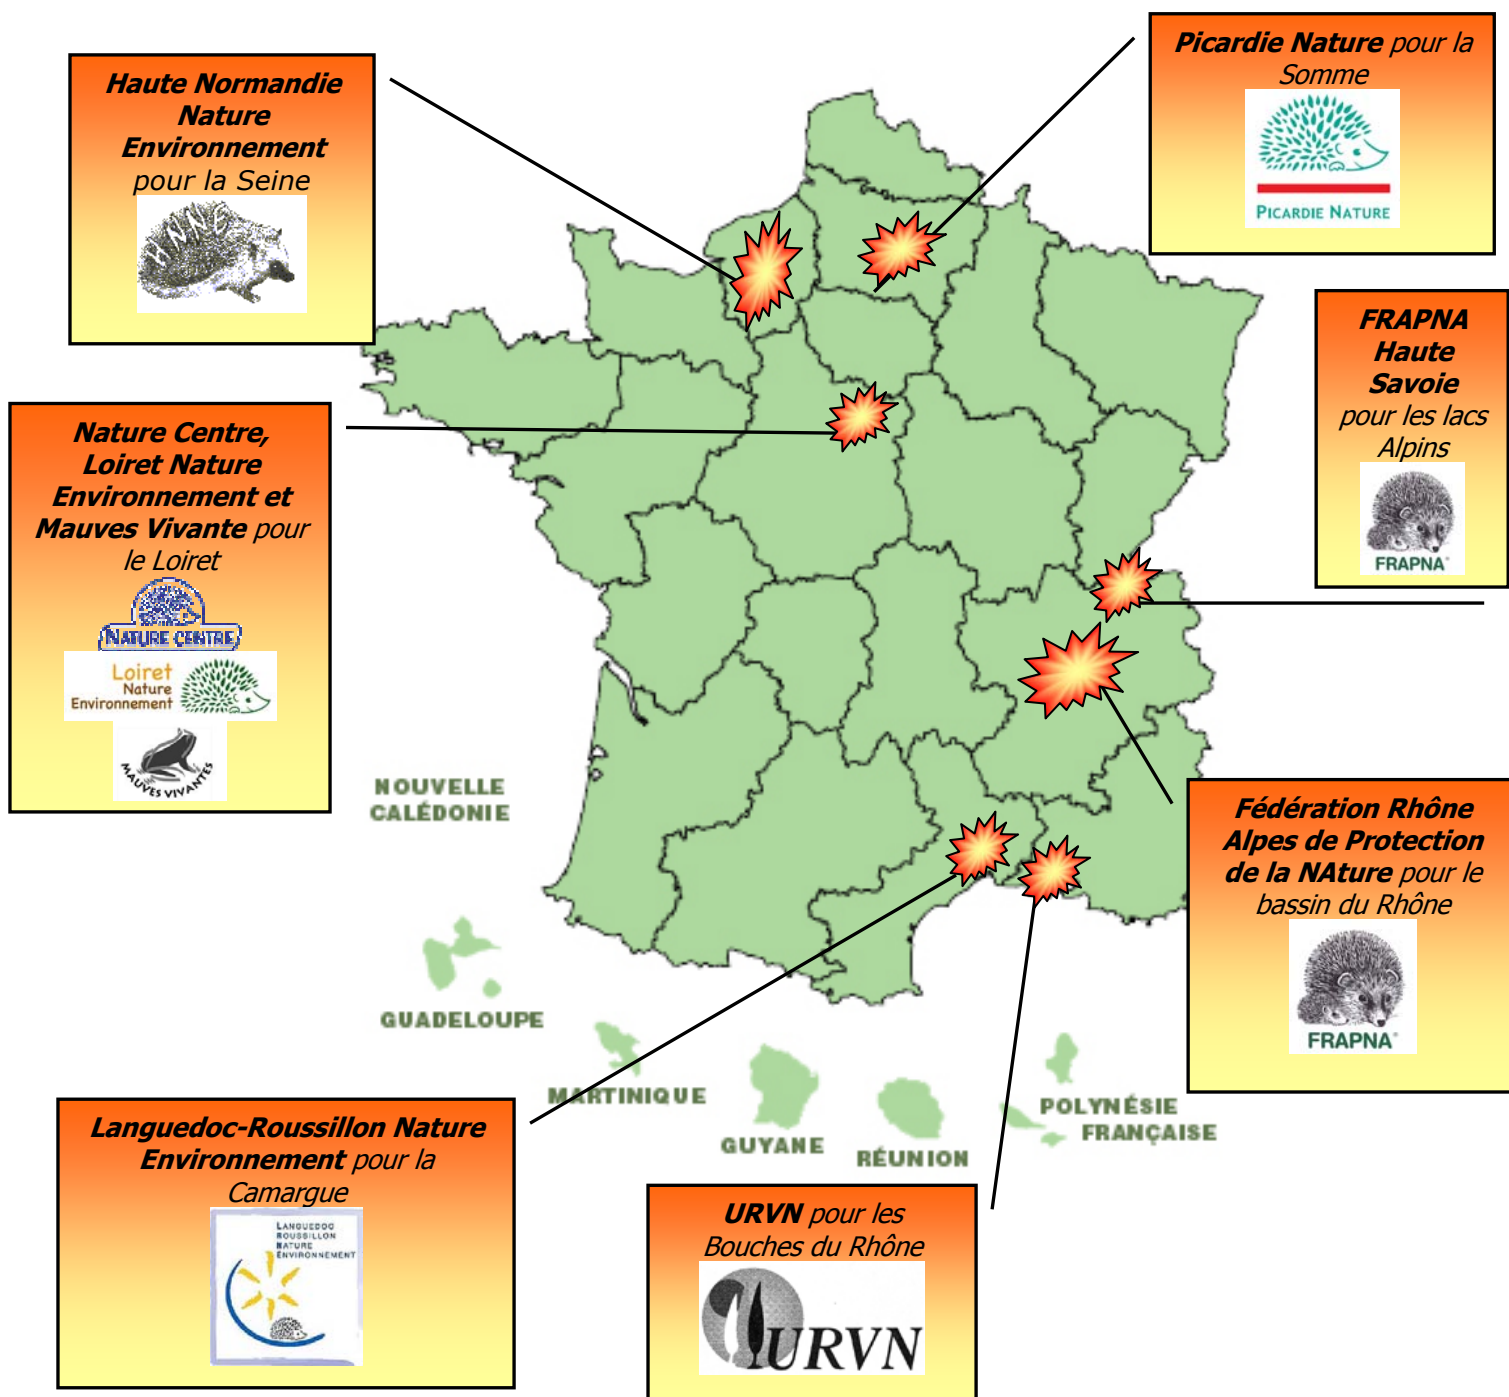 Haute Normandie
Nature
Environnement
pour la Seine
HNNE
Picardie Nature pour la
Somme
PICARDIE NATURE
FRAPNA
Haute
Savoie
pour les lacs
Alpins
FRAPNA®
Nature Centre,
Loiret Nature
Environnement et
Mauves Vivante pour
le Loiret
NATURE CENTRE
Loiret
Nature
Environnement
MAUVES VIVANTES
NOUVELLE
CALÉDONIE
Fédération Rhône
Alpes de Protection
de la NAture pour le
bassin du Rhône
FRAPNA®
GUADELOUPE
MARTINIQUE
GUYANE
RÉUNION
POLYNÉSIE
FRANÇAISE
Languedoc-Roussillon Nature
Environnement pour la
Camargue
LANGUEDOC
ROUSSILLON
NATURE
ENVIRONNEMENT
URVN pour les
Bouches du Rhône
URVN